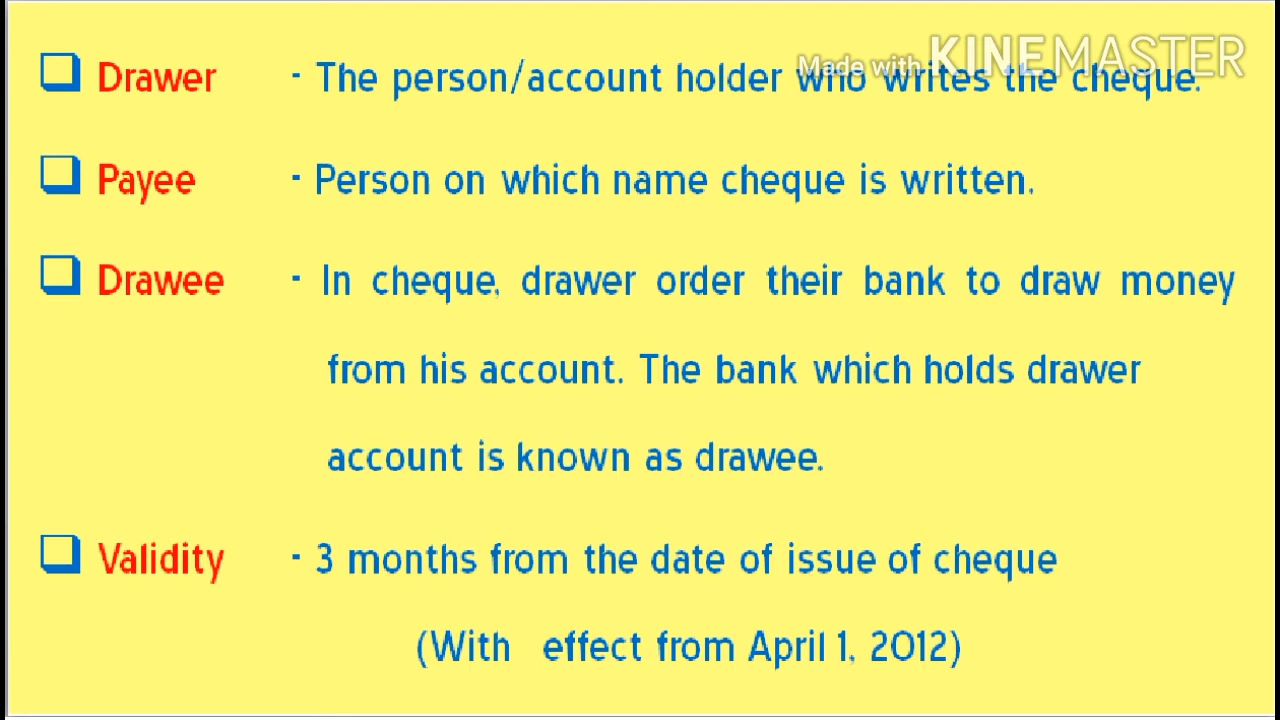 Made with KINEMASTER
Drawer - The person/account holder who writes the cheque.
Payee - Person on which name cheque is written.
Drawee - In cheque, drawer order their bank to draw money
from his account. The bank which holds drawer
account is known as drawee.
Validity - 3 months from the date of issue of cheque
(With effect from April 1, 2012)